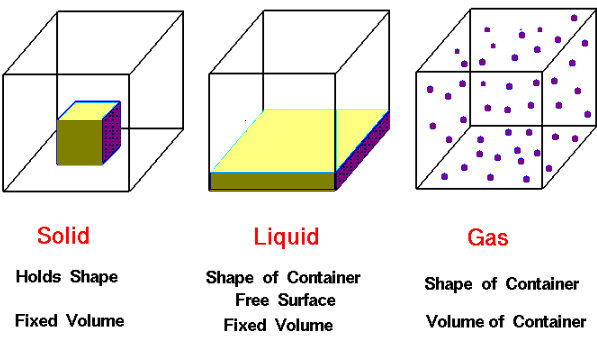 Solid
Holds Shape
Fixed Volume
Liquid
Shape of Container
Free Surface
Fixed Volume
Gas
Shape of Container
Volume of Container